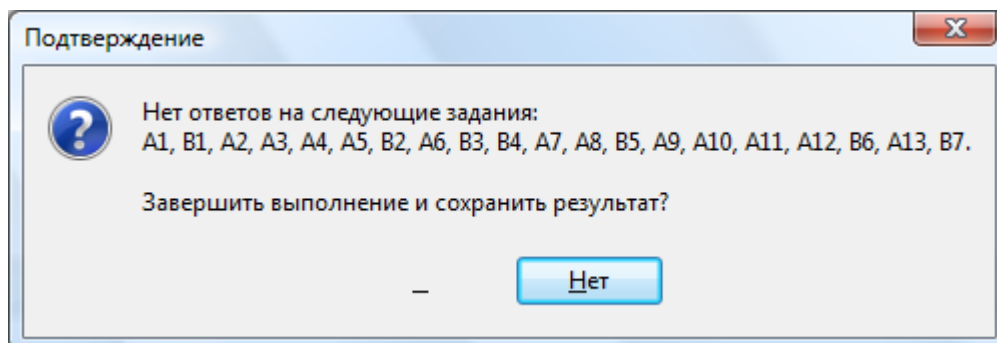 Подтверждение
Нет ответов на следующие задания:
A1, B1, A2, A3, A4, A5, B2, A6, B3, B4, A7, A8, B5, A9, A10, A11, A12, B6, A13, B7.
Завершить выполнение и сохранить результат?
Нет